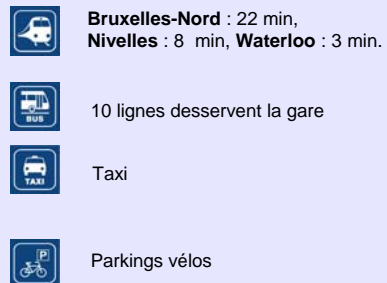 Bruxelles-Nord : 22 min,
Nivelles : 8 min, Waterloo : 3 min.
BUS
10 lignes desservent la gare
TAXI
Taxi
P
Parkings vélos